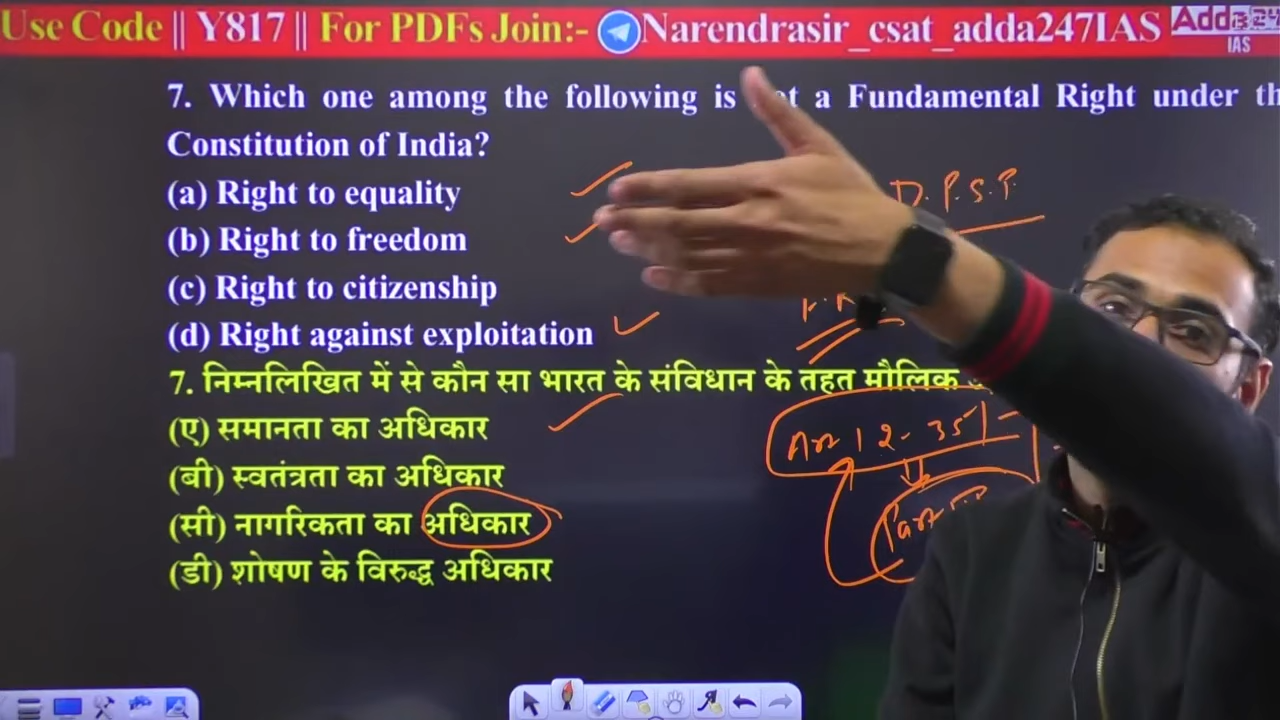 Use Code || Y817 || For PDFs Join:- Narendrasir_csat_adda247IAS Adda247
IAS
7. Which one among the following is a Fundamental Right under
Constitution of India?
(a) Right to equality
(b) Right to freedom
(c) Right to citizenship
(d) Right against exploitation
D.P.S.P.
7. निम्नलिखित में से कौन सा भारत के संविधान के तहत मौलिक
(ए) समानता का अधिकार
(बी) स्वतंत्रता का अधिकार
(सी) नागरिकता का अधिकार
(डी) शोषण के विरुद्ध अधिकार
Art 12-35
Part